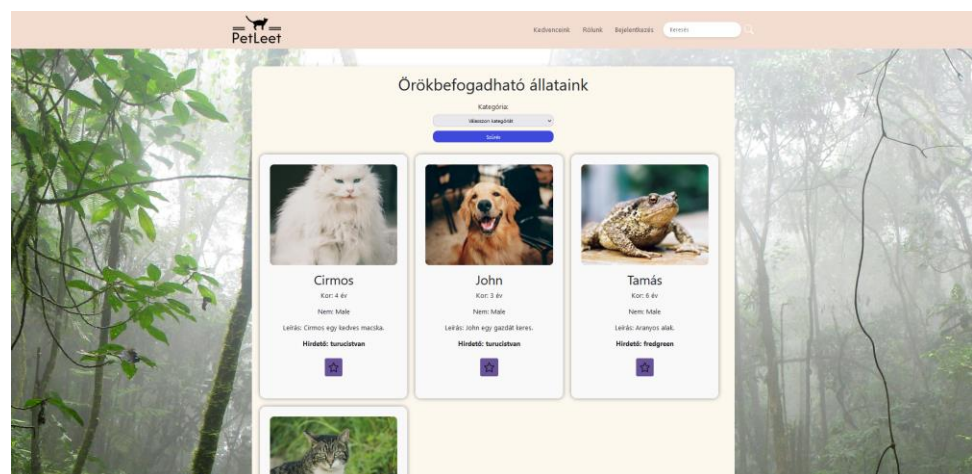 PetLeet
Kedvenceink Rólunk Bejelentkezés Keresés
Örökbefogadható állataink
Kategória:
Válasszon kategóriát
Szűrés
Cirmos John Tamás
Kor: 4 év Kor: 3 év Kor: 6 év
Nem: Male Nem: Male Nem: Male
Leírás: Cirmos egy kedves macska. Leírás: John egy gazdát keres. Leírás: Aranyos alak.
Hirdető: turucistvan Hirdető: turucistvan Hirdető: fredgreen